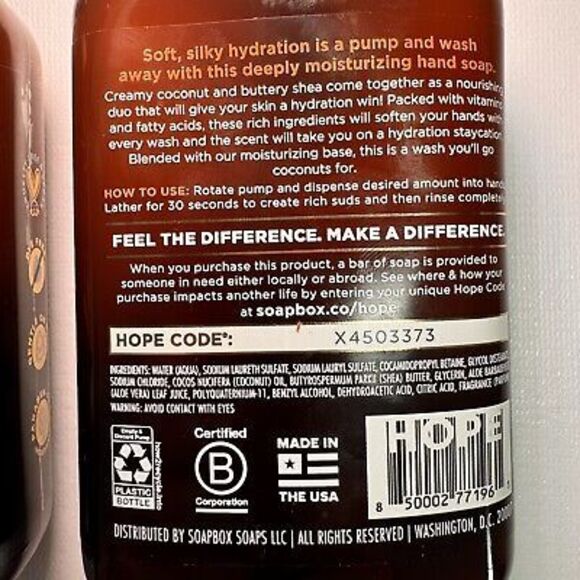 Soft, silky hydration is a pump and wash
away with this deeply moisturizing hand soap.
Creamy coconut and buttery shea come together as a nourishing
duo that will give your skin a hydration win! Packed with vitamins
and fatty acids, these rich ingredients will soften your hands with
every wash and the scent will take you on a hydration staycation
Blended with our moisturizing base, this is a wash you'll go
coconuts for.
HOW TO USE: Rotate pump and dispense desired amount into hands
Lather for 30 seconds to create rich suds and then rinse completely
FEEL THE DIFFERENCE. MAKE A DIFFERENCE.
When you purchase this product, a bar of soap is provided to
someone in need either locally or abroad. See where & how your
purchase impacts another life by entering your unique Hope Code
at soapbox.co/hope
HOPE CODE®: X4503373
INGREDIENTS: WATER (AQUA), SODIUM LAURETH SULFATE, SODIUM LAURYL SULFATE, COCAMIDOPROPYL BETAINE, GLYCOL DISTEARATE
SODIUM CHLORIDE, COCOS NUCIFERA (COCONUT) OIL, BUTYROSPERMUM PARKII (SHEA) BUTTER, GLYCERIN, ALOE BARBADENSIS
(ALOE VERA) LEAF JUICE, POLYQUATERNIUM-11, BENZYL ALCOHOL, DEHYDROACETIC ACID, CITRIC ACID, FRAGRANCE (PARFUM)
WARNING: AVOID CONTACT WITH EYES
Empty &
Discard Pump
PLASTIC
BOTTLE
how2recycle.info
Certified
B
Corporation
MADE IN
THE USA
HOPE
8 50002 77196
DISTRIBUTED BY SOAPBOX SOAPS LLC | ALL RIGHTS RESERVED | WASHINGTON, D.C. 2000